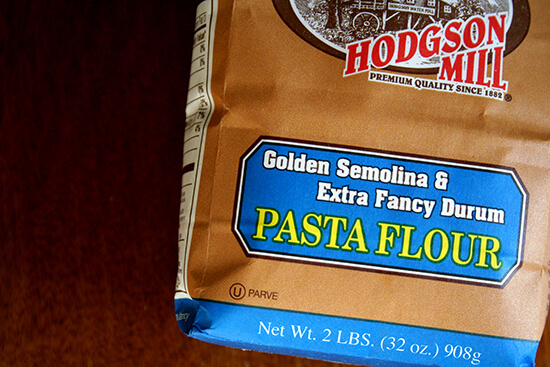 HODGSON
MILL
PREMIUM QUALITY SINCE 1882
Golden Semolina &
Extra Fancy Durum
PASTA FLOUR
U PARVE
Net Wt. 2 LBS. (32 oz.) 908g